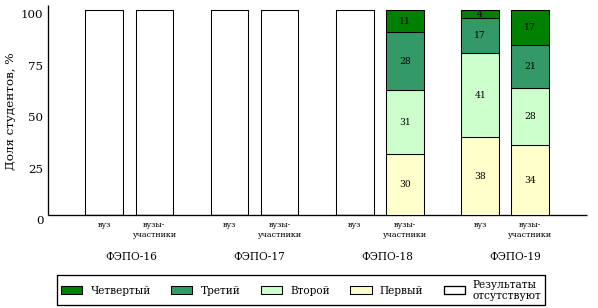 Доля студентов, %
100
75
50
25
0
11
28
31
30
4
17
41
38
17
21
28
34
вуз
вузы-
участники
вуз
вузы-
участники
вуз
вузы-
участники
вуз
вузы-
участники
ФЭПО-16
ФЭПО-17
ФЭПО-18
ФЭПО-19
Четвертый
Третий
Второй
Первый
Результаты
отсутствуют